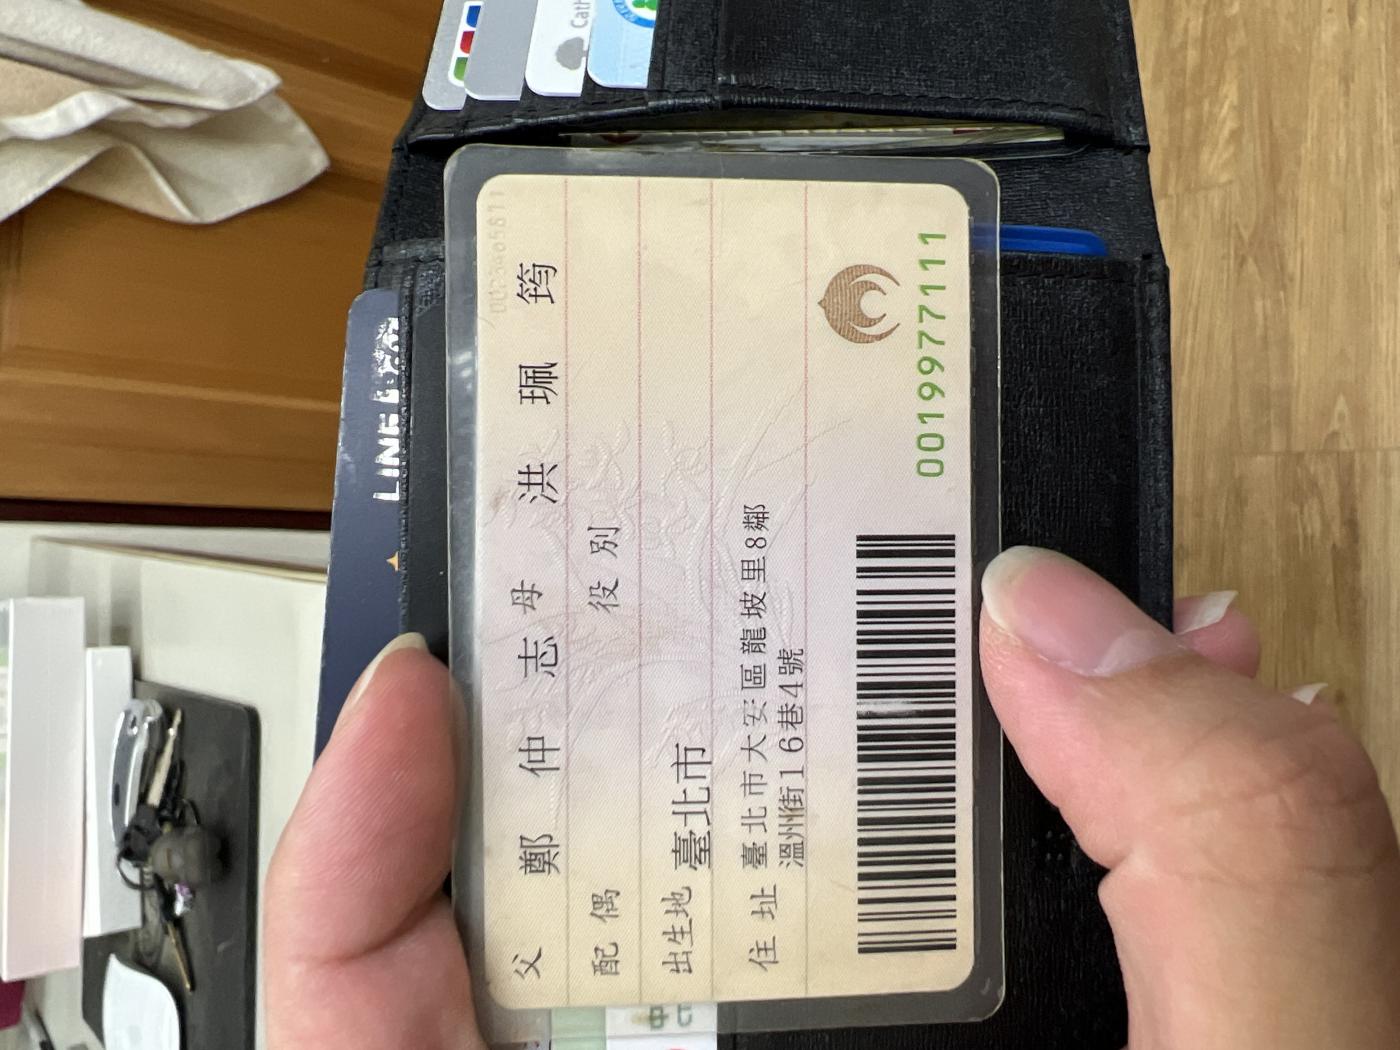 父 鄭仲志 母 洪珮筠
配偶 役別
出生地 臺北市
住址 臺北市大安區龍坡里8鄰
溫州街16巷4號
0019977111
LINE
Cath